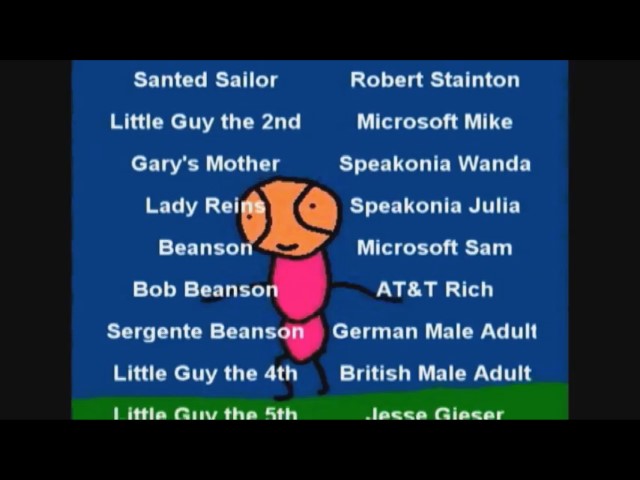 Santed Sailor Robert Stainton
Little Guy the 2nd Microsoft Mike
Gary's Mother Speakonia Wanda
Lady Reins Speakonia Julia
Beanson Microsoft Sam
Bob Beanson AT&T Rich
Sergente Beanson German Male Adult
Little Guy the 4th British Male Adult
Little Guy the 5th Jesse Gieser